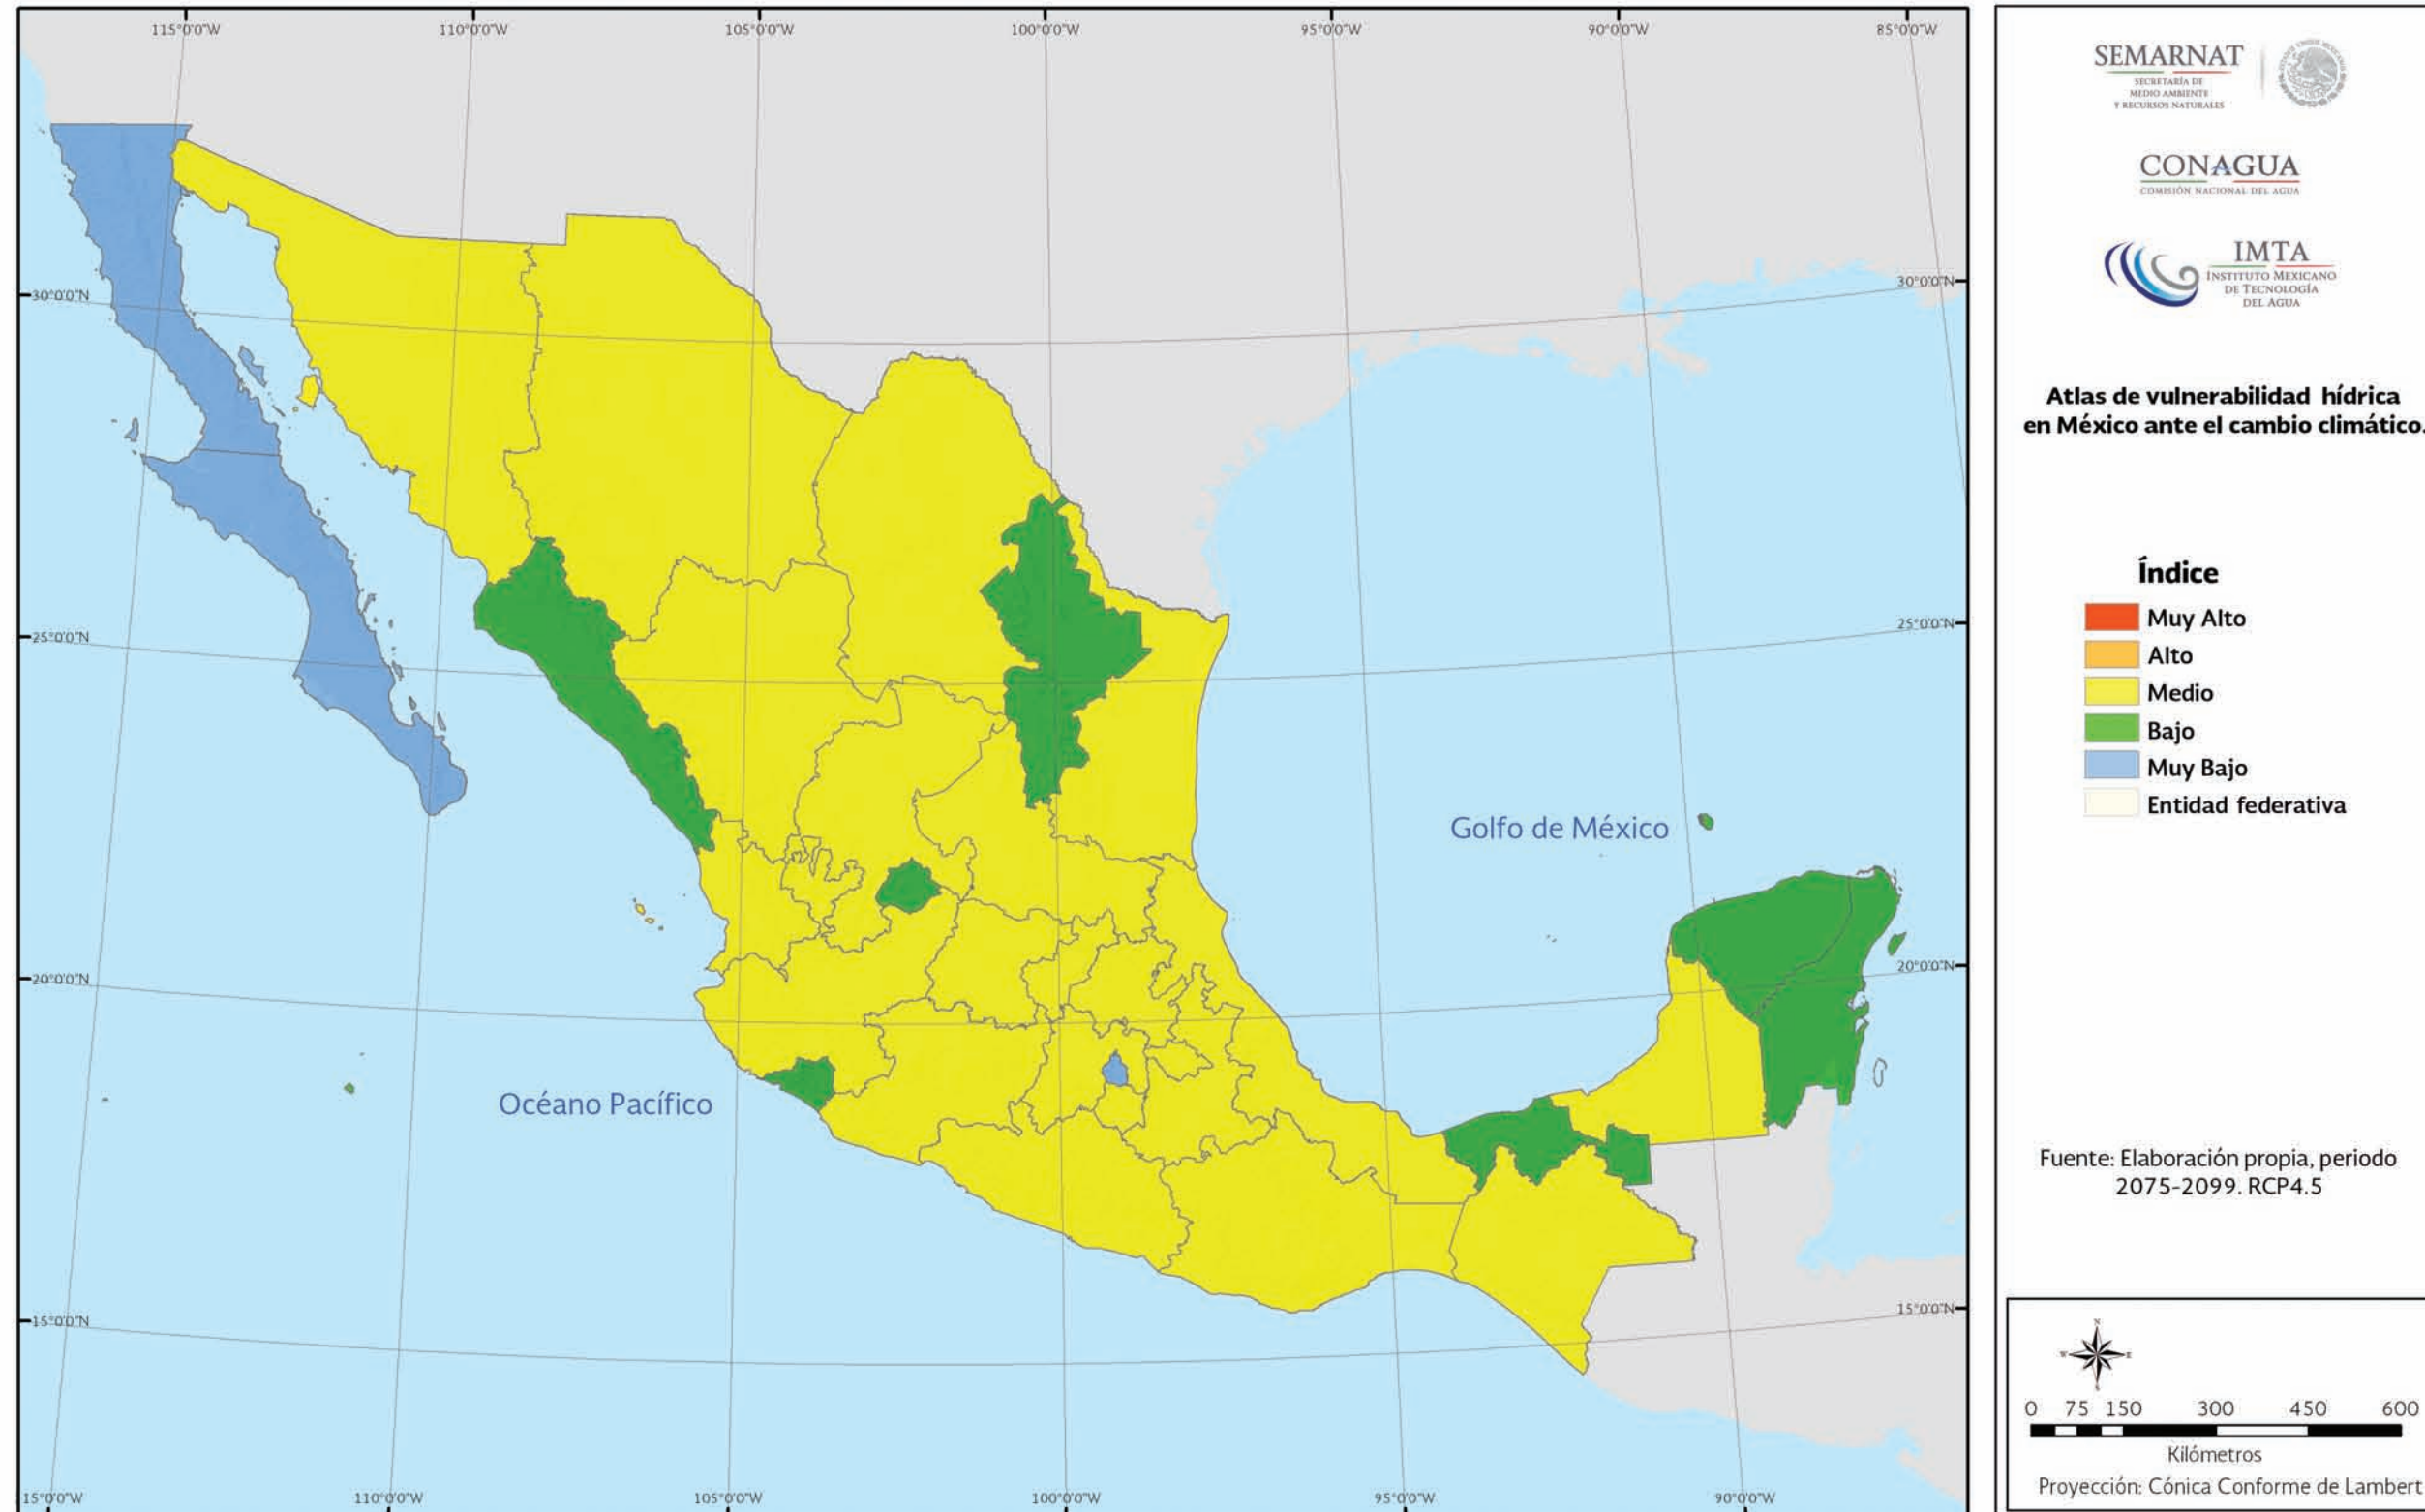 115°0'0"W
110°0'0"W
105°0'0"W
100°0'0"W
95°0'0"W
90°0'0"W
85°0'0"W
30°0'0"N
30°0'0"N
25°0'0"N
25°0'0"N
20°0'0"N
20°0'0"N
15°0'0"N
15°0'0"N
Golfo de México
Océano Pacífico
15°0'0"W
110°0'0"W
105°0'0"W
100°0'0"W
95°0'0"W
90°0'0"W
SEMARNAT
SECRETARÍA DE
MEDIO AMBIENTE
Y RECURSOS NATURALES
CONAGUA
COMISIÓN NACIONAL DEL AGUA
IMTA
INSTITUTO MEXICANO
DE TECNOLOGÍA
DEL AGUA
Atlas de vulnerabilidad hídrica
en México ante el cambio climático.
Índice
Muy Alto
Alto
Medio
Bajo
Muy Bajo
Entidad federativa
Fuente: Elaboración propia, periodo
2075-2099. RCP4.5
N
W E
S
0 75 150 300 450 600
Kilómetros
Proyección: Cónica Conforme de Lambert